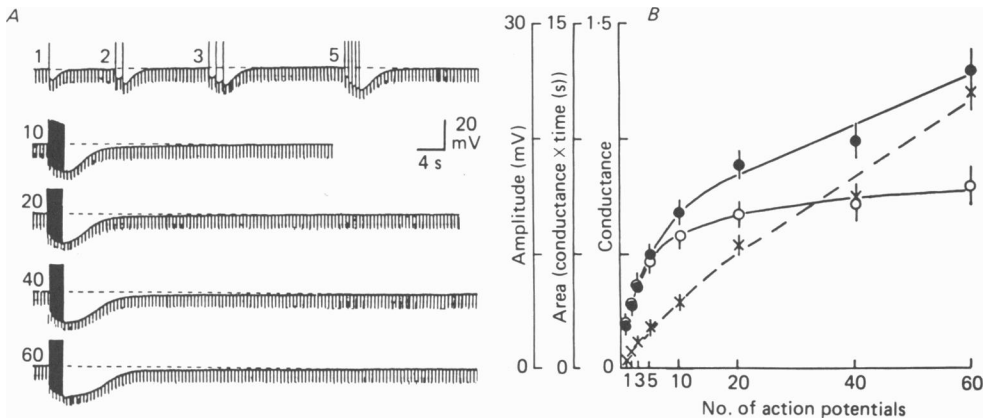 A
1 2 3 5
10
20
mV
4 s
20
40
60
B
30 15 1·5
Amplitude (mV)
Area (conductance × time (s))
Conductance
1
0 0 0
1 3 5 10 20 40 60
No. of action potentials